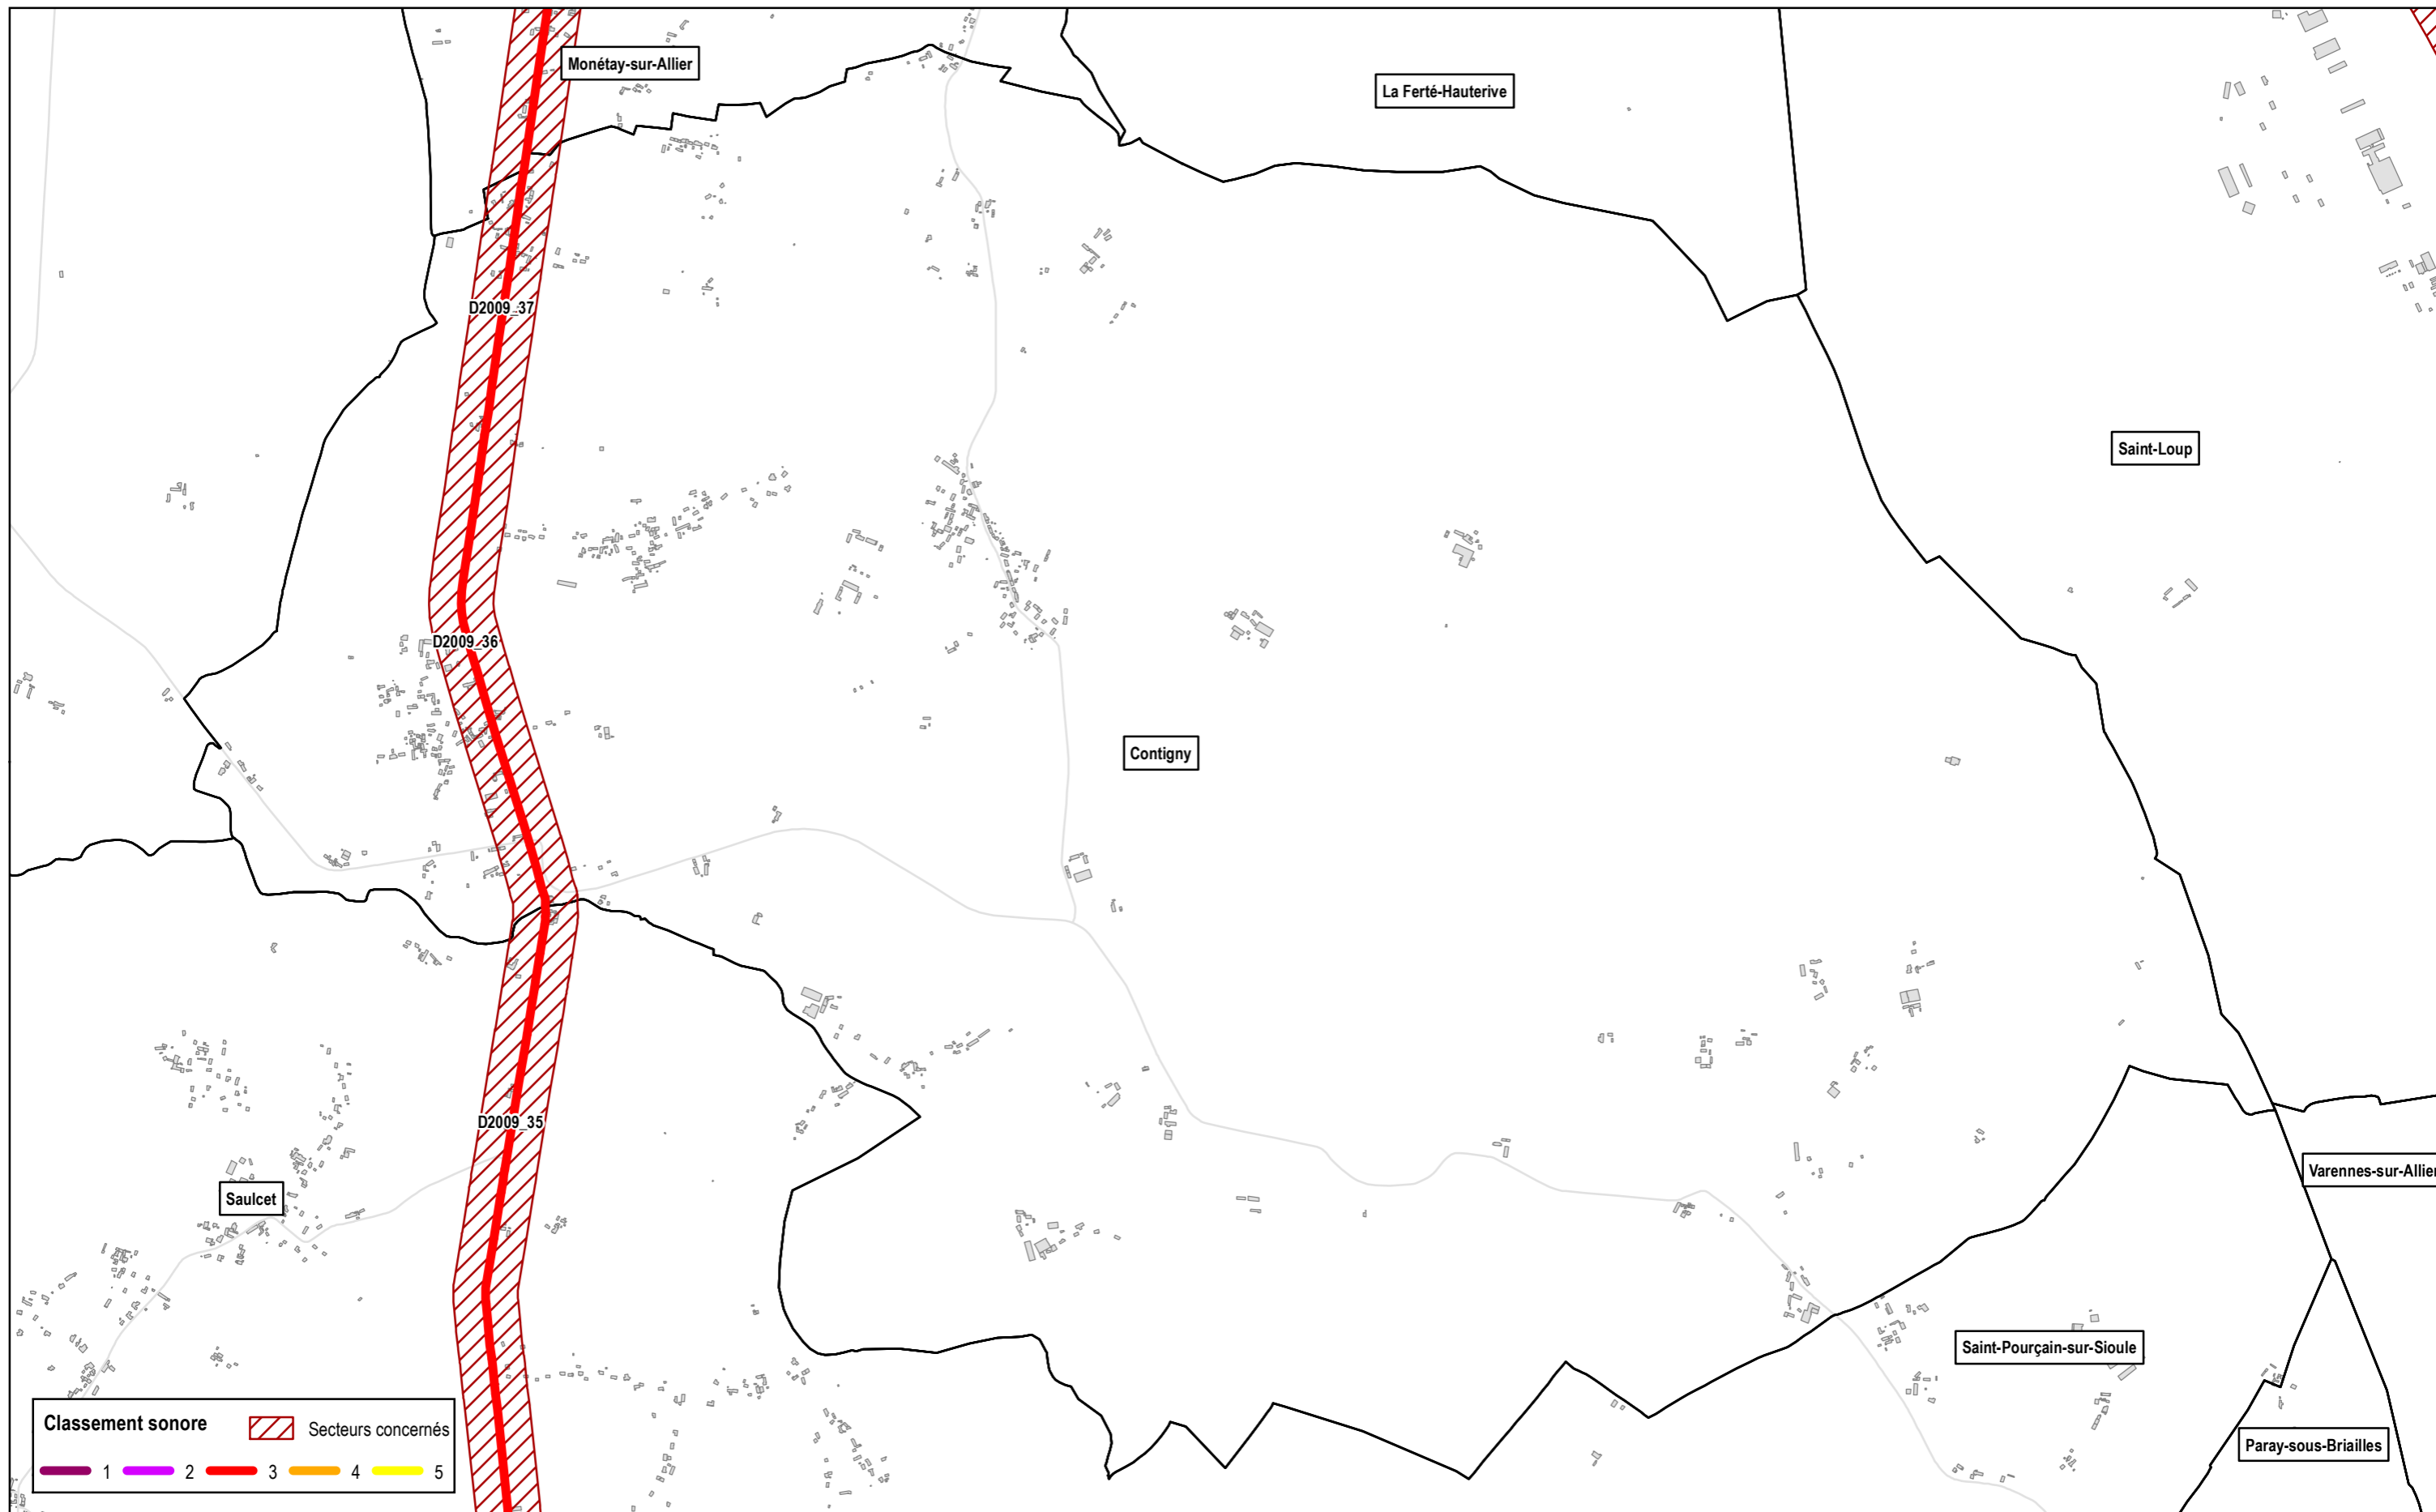 Monétay-sur-Allier
La Ferté-Hauterive
D2009_37
Saint-Loup
D2009_36
Contigny
D2009_35
Saulcet
Varennes-sur-Allier
Saint-Pourçain-sur-Sioule
Paray-sous-Briailles
Classement sonore
Secteurs concernés
1 2 3 4 5